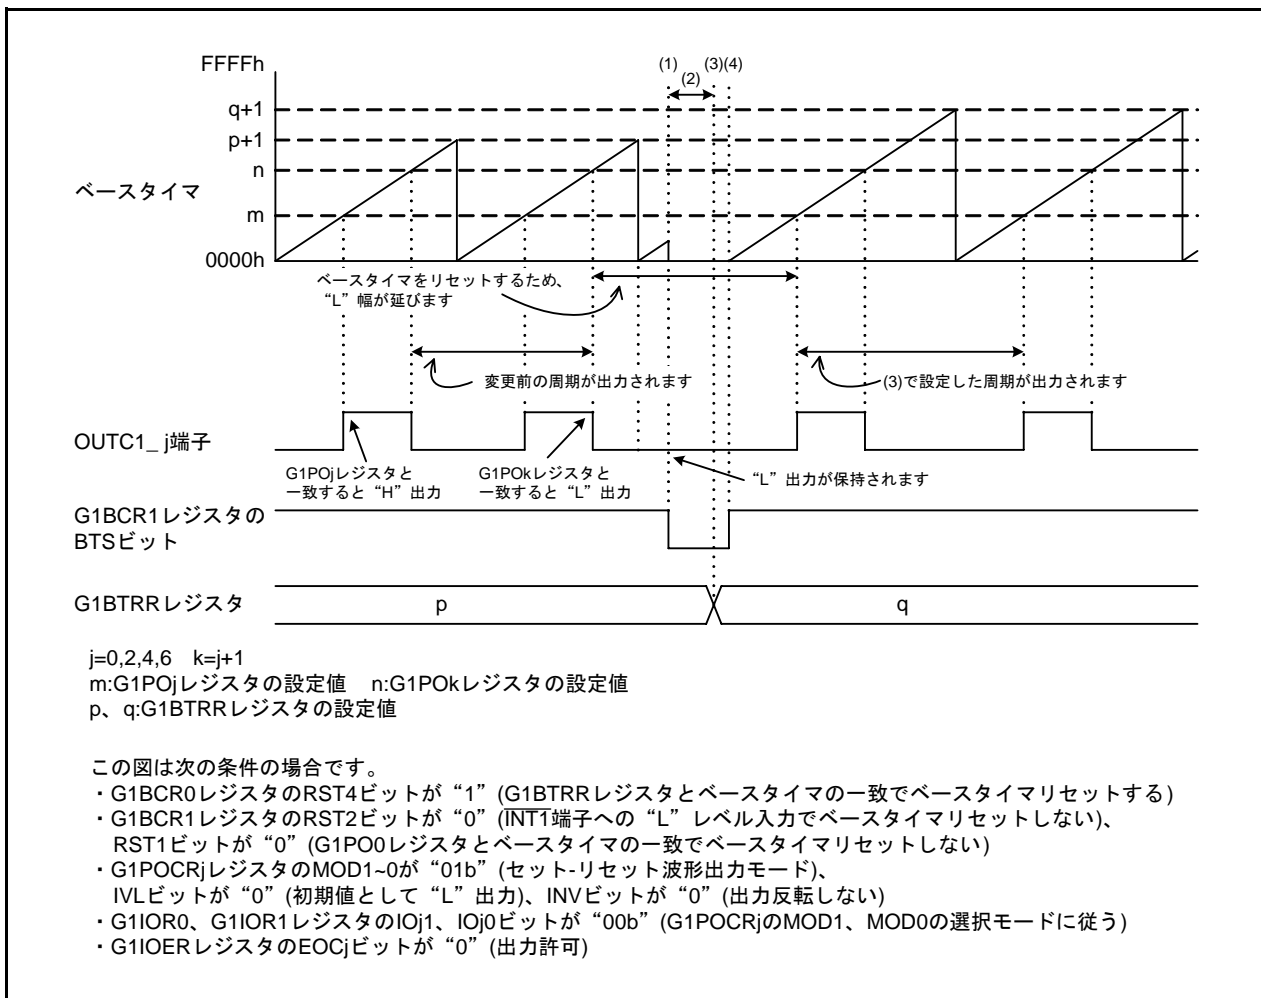 FFFFh
(1) (3)(4)
(2)
q+1
p+1
n
ベースタイマ
m
0000h
ベースタイマをリセットするため、
“L”幅が延びます
変更前の周期が出力されます
(3)で設定した周期が出力されます
OUTC1_ j端子
G1POjレジスタと
一致すると“H”出力
G1POkレジスタと
一致すると“L”出力
“L”出力が保持されます
G1BCR1レジスタの
BTSビット
G1BTRRレジスタ
p
q
j=0,2,4,6 k=j+1
m:G1POjレジスタの設定値 n:G1POkレジスタの設定値
p、q:G1BTRRレジスタの設定値
この図は次の条件の場合です。
・G1BCR0レジスタのRST4ビットが“1”(G1BTRRレジスタとベースタイマの一致でベースタイマリセットする)
・G1BCR1レジスタのRST2ビットが“0”(INT1端子への“L”レベル入力でベースタイマリセットしない)、
RST1ビットが“0”(G1PO0レジスタとベースタイマの一致でベースタイマリセットしない)
・G1POCRjレジスタのMOD1~0が“01b”(セット-リセット波形出力モード)、
IVLビットが“0”(初期値として“L”出力)、INVビットが“0”(出力反転しない)
・G1IOR0、G1IOR1レジスタのIOj1、IOj0ビットが“00b”(G1POCRjのMOD1、MOD0の選択モードに従う)
・G1IOERレジスタのEOCjビットが“0”(出力許可)